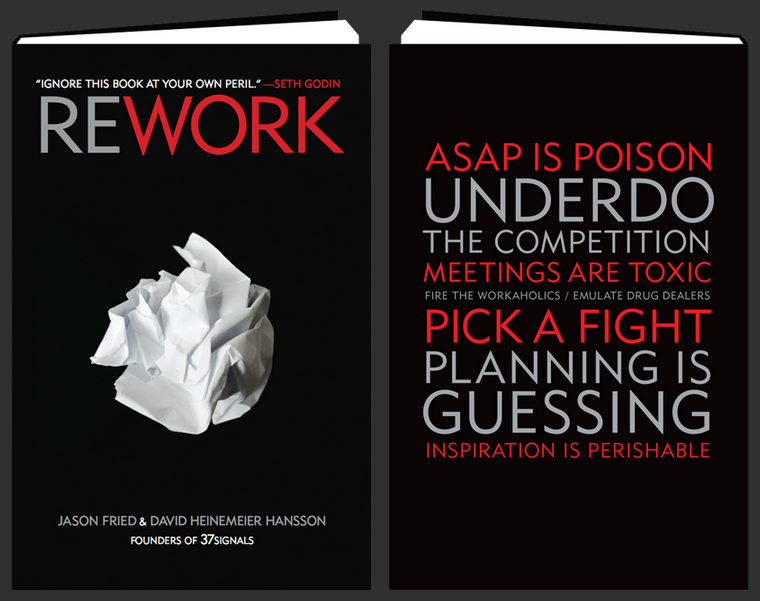 "IGNORE THIS BOOK AT YOUR OWN PERIL." —SETH GODIN
REWORK
JASON FRIED & DAVID HEINEMEIER HANSSON
FOUNDERS OF 37SIGNALS
ASAP IS POISON
UNDERDO
THE COMPETITION
MEETINGS ARE TOXIC
FIRE THE WORKAHOLICS / EMULATE DRUG DEALERS
PICK A FIGHT
PLANNING IS
GUESSING
INSPIRATION IS PERISHABLE